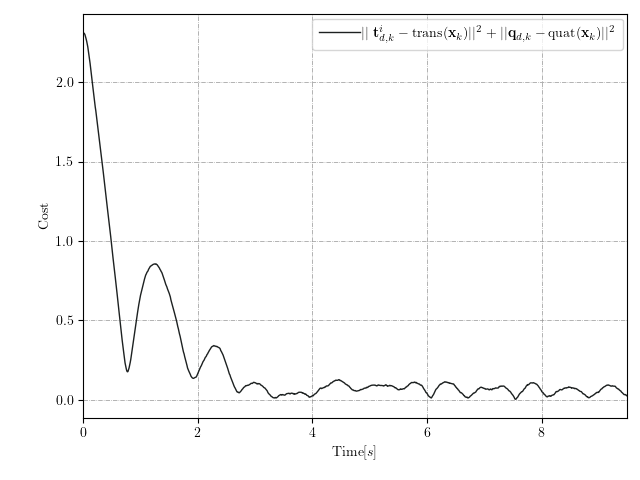 || t^i_{d,k} − trans(x_k)||^2 + ||q_{d,k} − quat(x_k)||^2
2.0
1.5
1.0
0.5
0.0
Cost
0 2 4 6 8
Time[s]